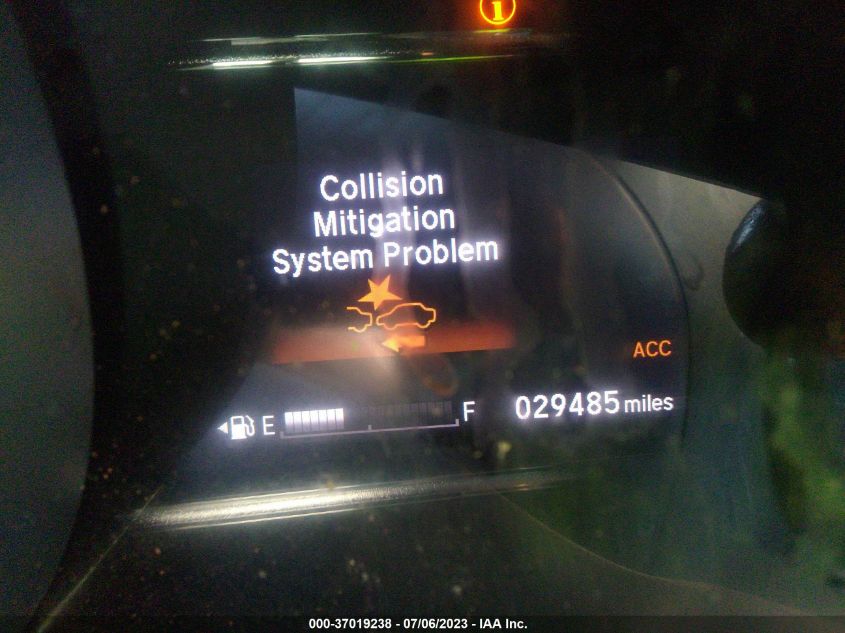 i
Collision
Mitigation
System Problem
ACC
E F 029485 miles
000-37019238 - 07/06/2023 - IAA Inc.